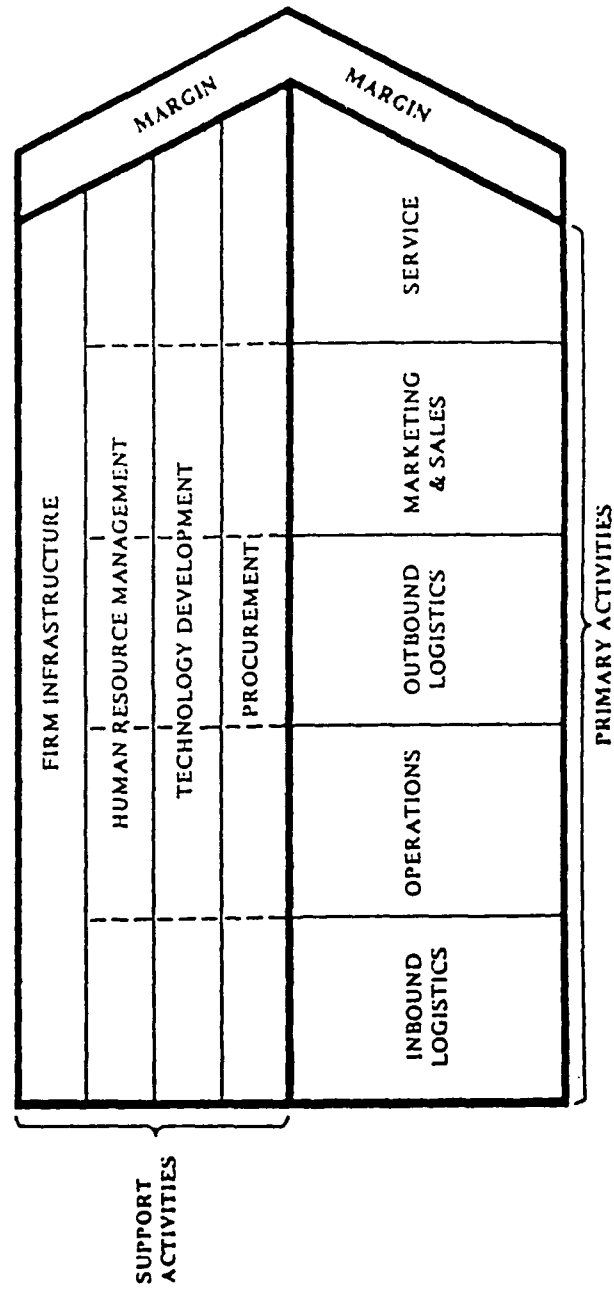 SUPPORT
ACTIVITIES
FIRM INFRASTRUCTURE
HUMAN RESOURCE MANAGEMENT
TECHNOLOGY DEVELOPMENT
PROCUREMENT
MARGIN
INBOUND
LOGISTICS
OPERATIONS
OUTBOUND
LOGISTICS
MARKETING
& SALES
SERVICE
MARGIN
PRIMARY ACTIVITIES